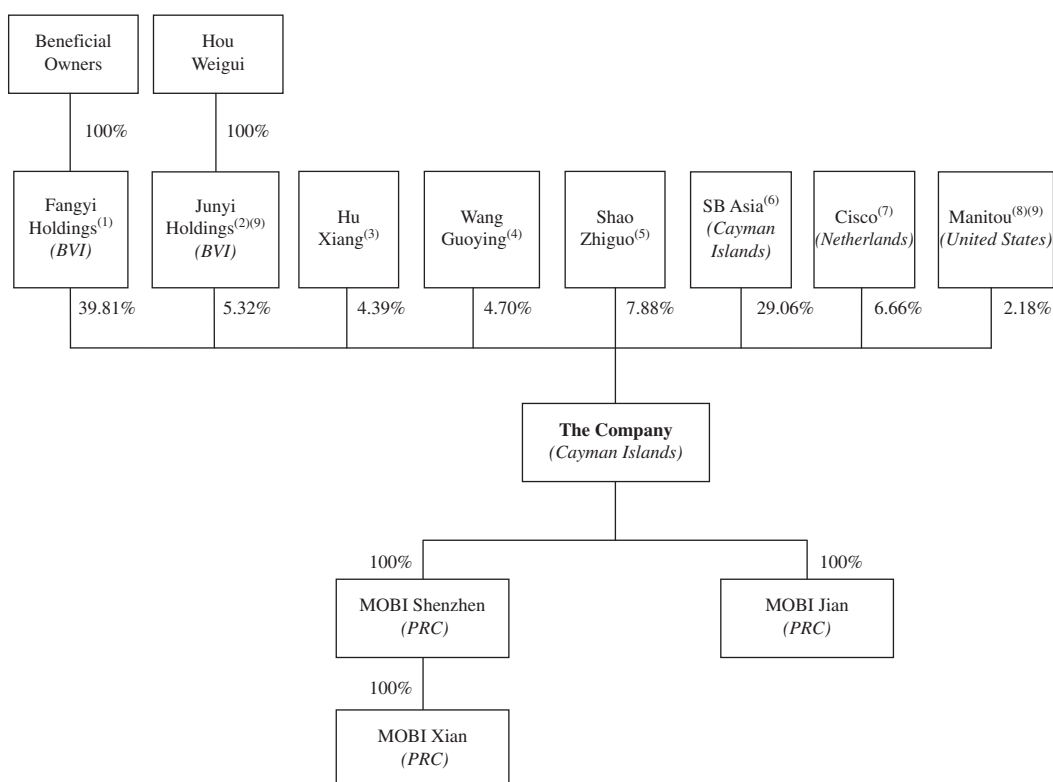 Beneficial
Owners
Hou
Weigui
100%
100%
Fangyi
Holdings(1)
(BVI)
Junyi
Holdings(2)(9)
(BVI)
Hu
Xiang(3)
Wang
Guoying(4)
Shao
Zhiguo(5)
SB Asia(6)
(Cayman
Islands)
Cisco(7)
(Netherlands)
Manitou(8)(9)
(United States)
39.81%
5.32%
4.39%
4.70%
7.88%
29.06%
6.66%
2.18%
The Company
(Cayman Islands)
100%
100%
MOBI Shenzhen
(PRC)
MOBI Jian
(PRC)
100%
MOBI Xian
(PRC)